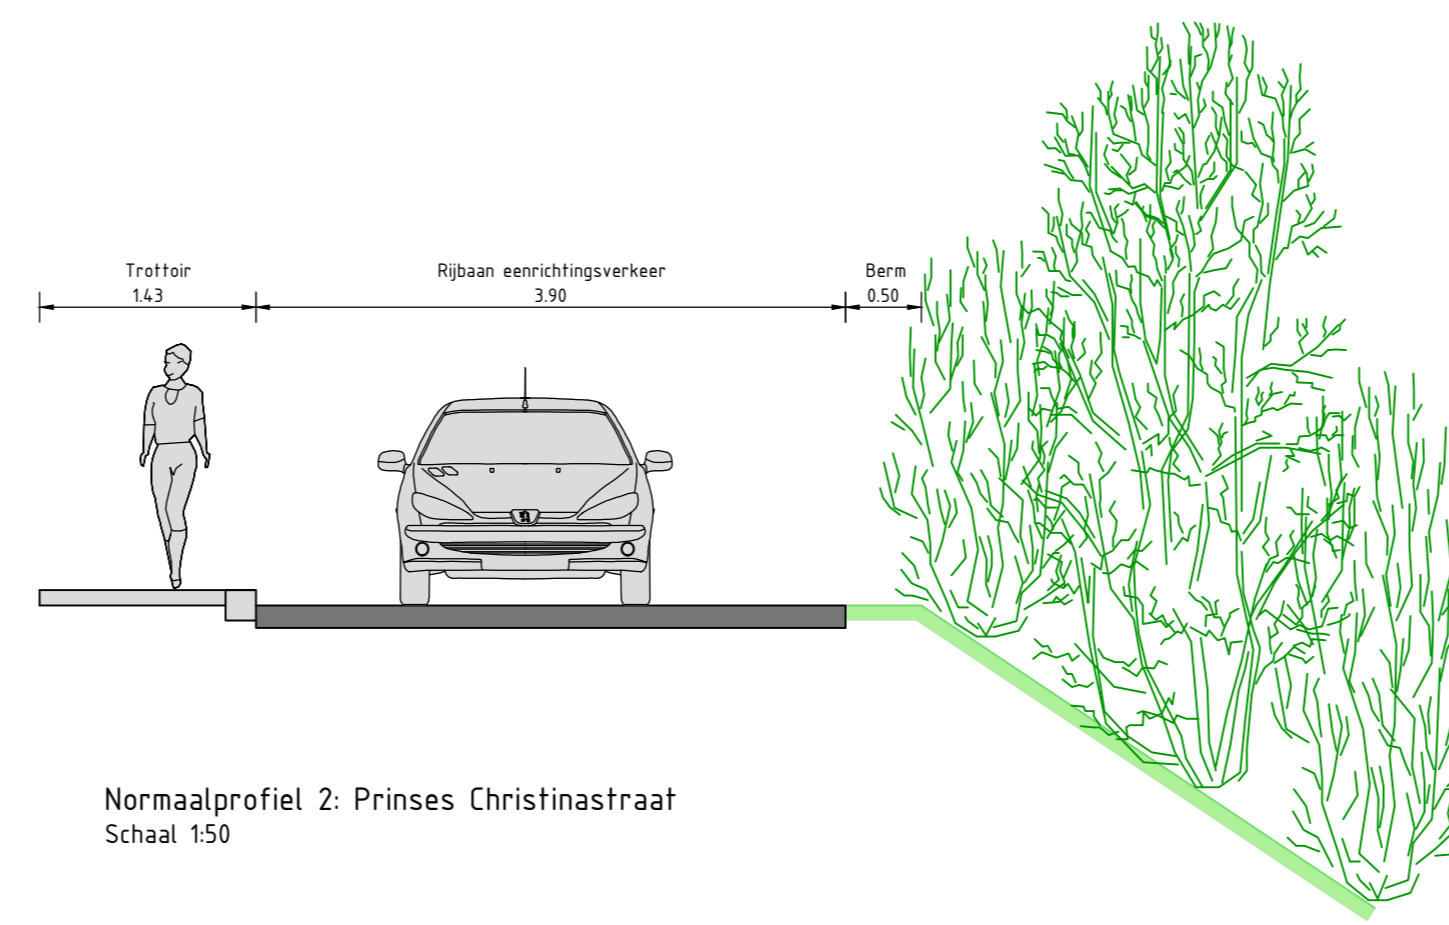 Trottoir
1.43
Rijbaan eenrichtingsverkeer
3.90
Berm
0.50
Normaalprofiel 2: Prinses Christinastraat
Schaal 1:50